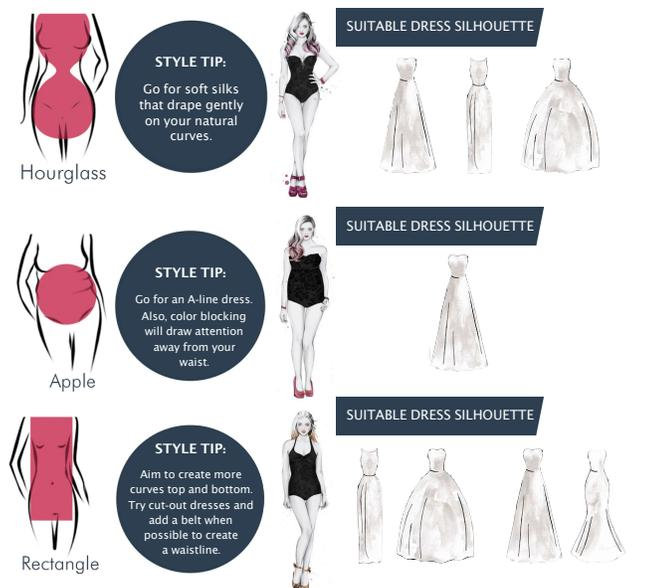 SUITABLE DRESS SILHOUETTE
STYLE TIP:
Go for soft silks
that drape gently
on your natural
curves.
Hourglass
SUITABLE DRESS SILHOUETTE
STYLE TIP:
Go for an A-line dress.
Also, color blocking
will draw attention
away from your
waist.
Apple
SUITABLE DRESS SILHOUETTE
STYLE TIP:
Aim to create more
curves top and bottom.
Try cut-out dresses and
add a belt when
possible to create
a waistline.
Rectangle